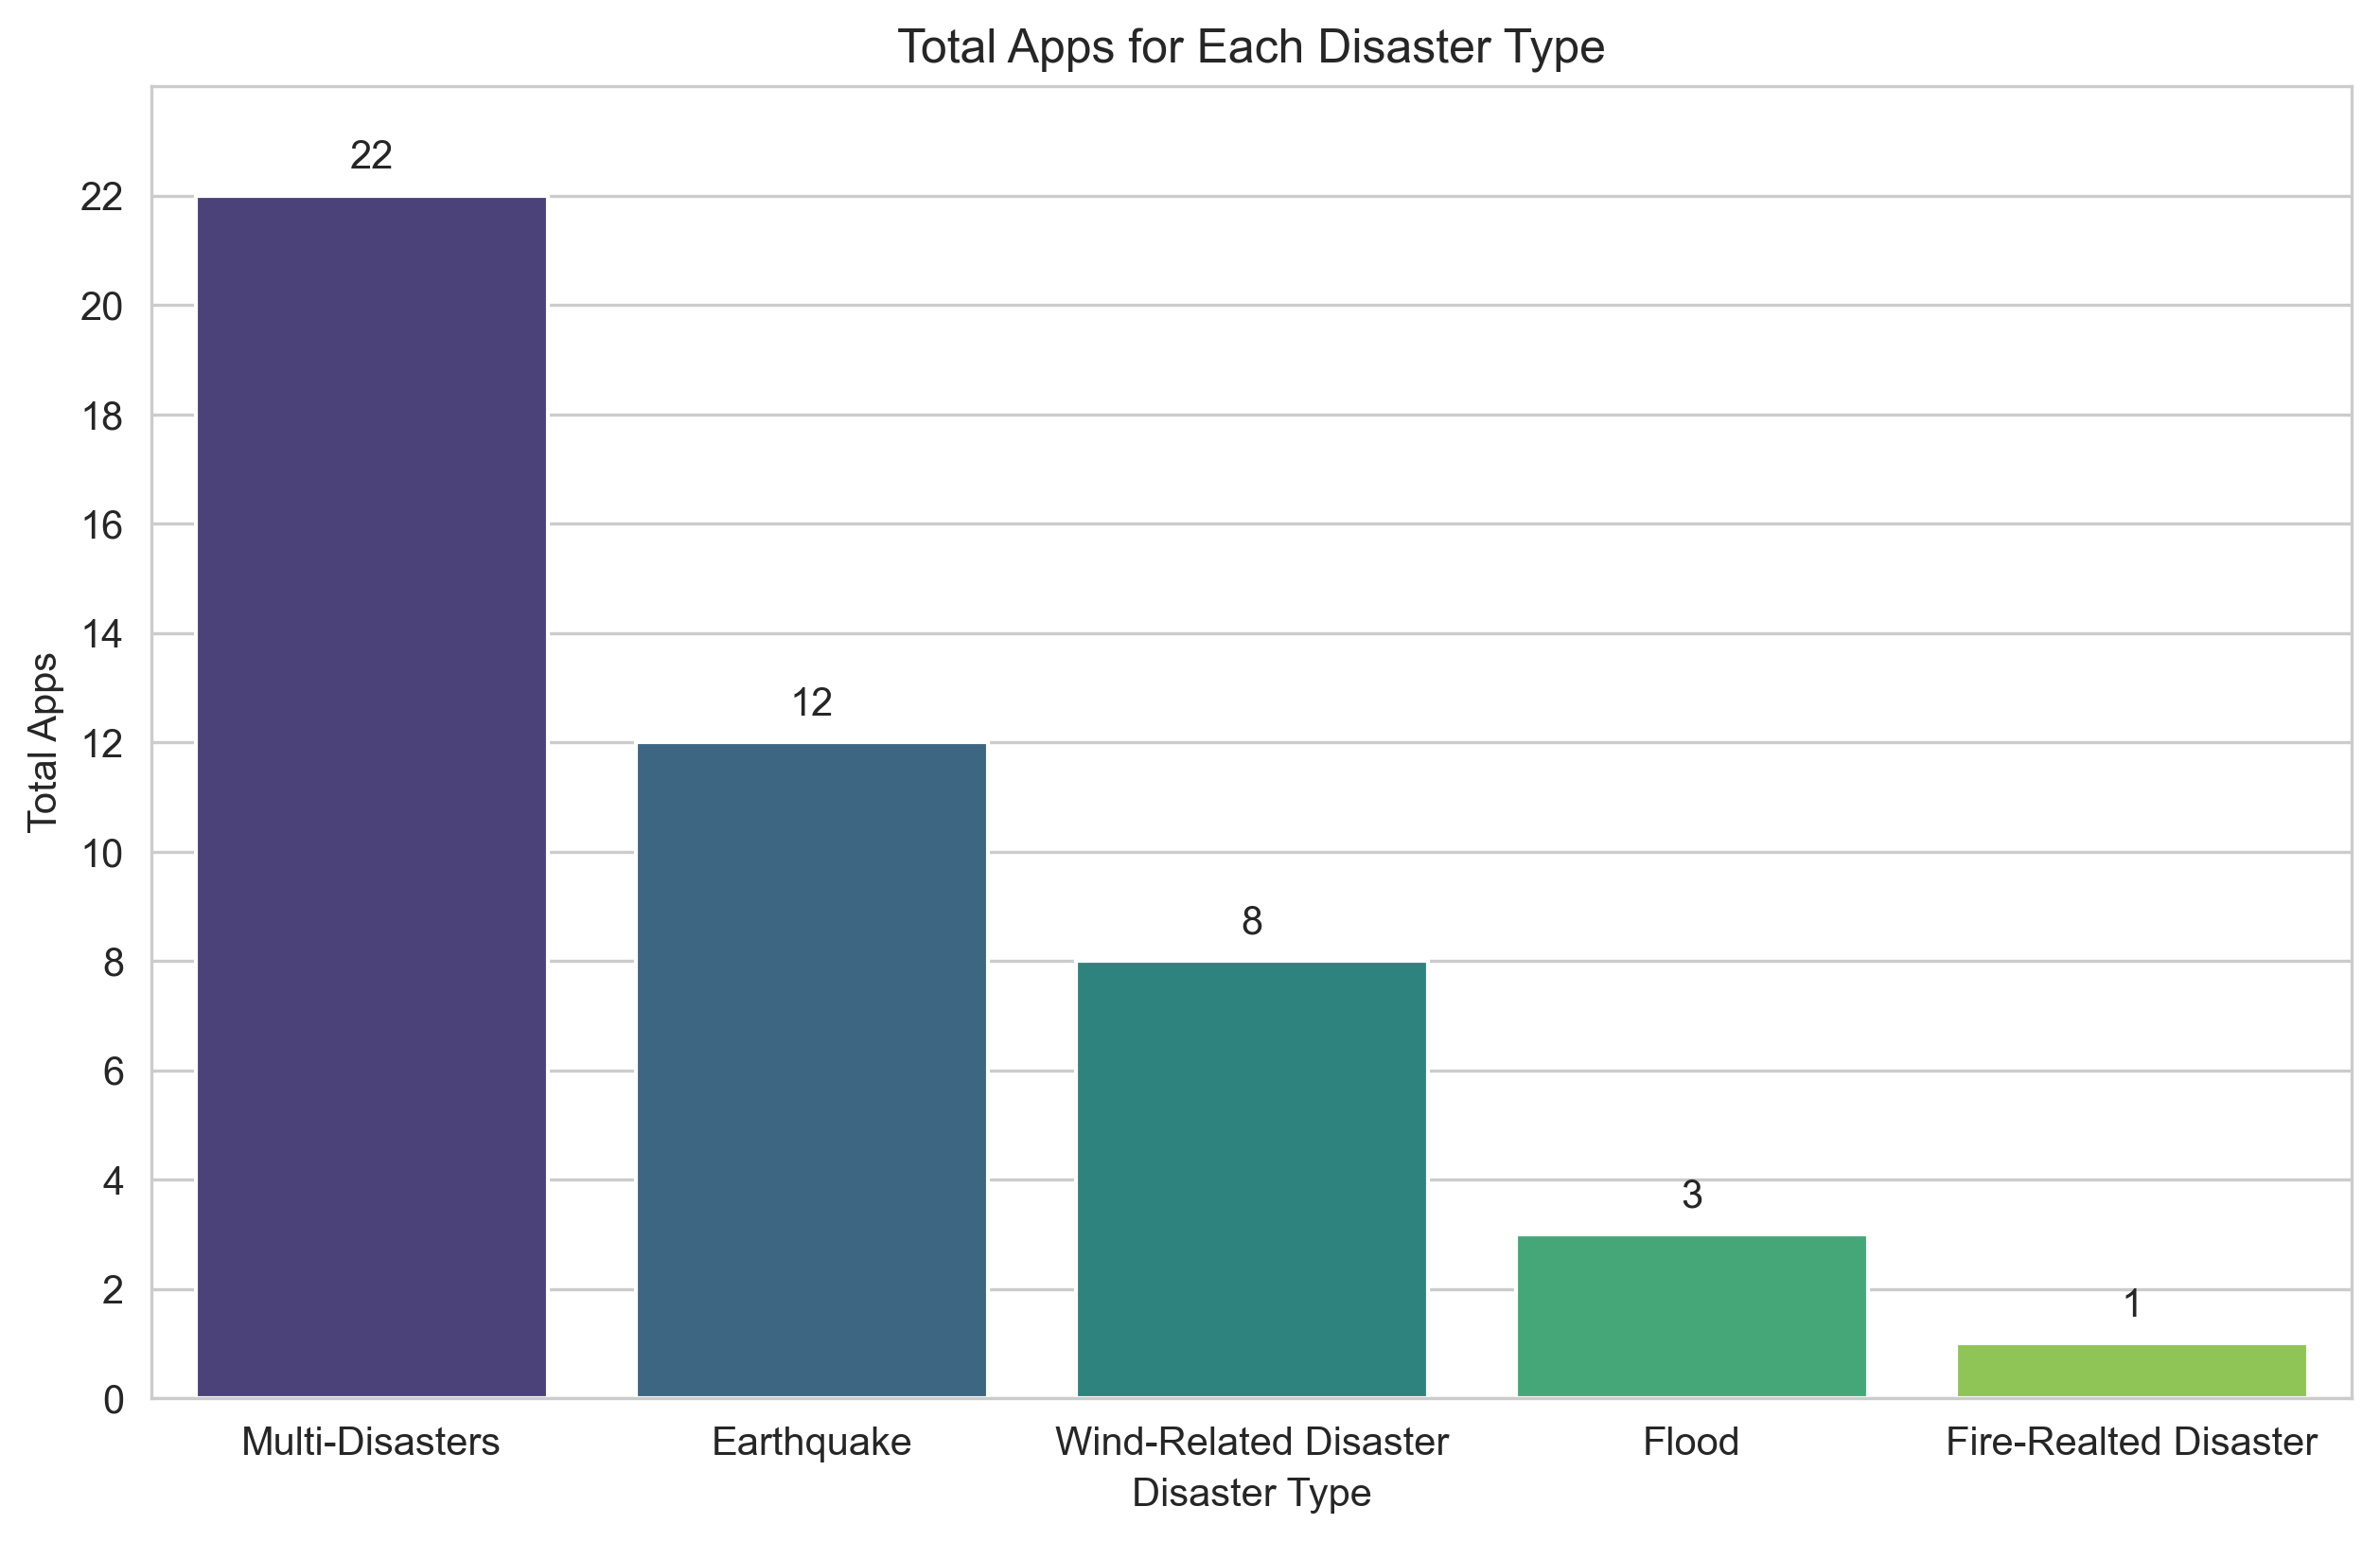 Total Apps for Each Disaster Type
22
22
20
18
16
14
12
12
10
8
8
6
4
3
2
1
0
Total Apps
Multi-Disasters
Earthquake
Wind-Related Disaster
Flood
Fire-Realted Disaster
Disaster Type